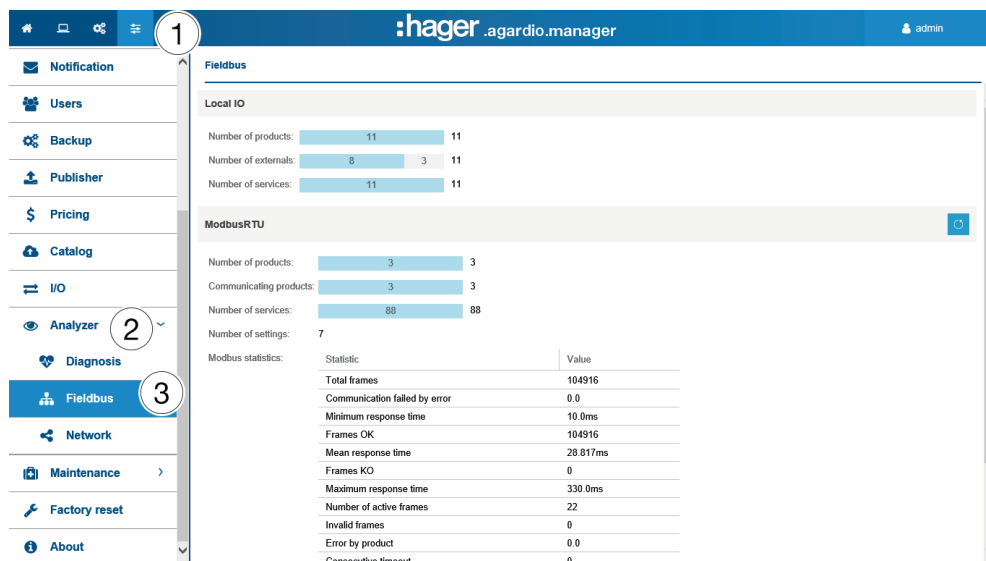 1
:hager .agardio.manager
admin
Notification
Users
Backup
Publisher
Pricing
Catalog
I/O
Analyzer 2
Diagnosis
Fieldbus 3
Network
Maintenance
Factory reset
About
Fieldbus
Local IO
Number of products: 11 11
Number of externals: 8 3 11
Number of services: 11 11
ModbusRTU
Number of products: 3 3
Communicating products: 3 3
Number of services: 88 88
Number of settings: 7
Modbus statistics: Statistic Value
Total frames 104916
Communication failed by error 0.0
Minimum response time 10.0ms
Frames OK 104916
Mean response time 28.817ms
Frames KO 0
Maximum response time 330.0ms
Number of active frames 22
Invalid frames 0
Error by product 0.0
Consecutive timeout 0